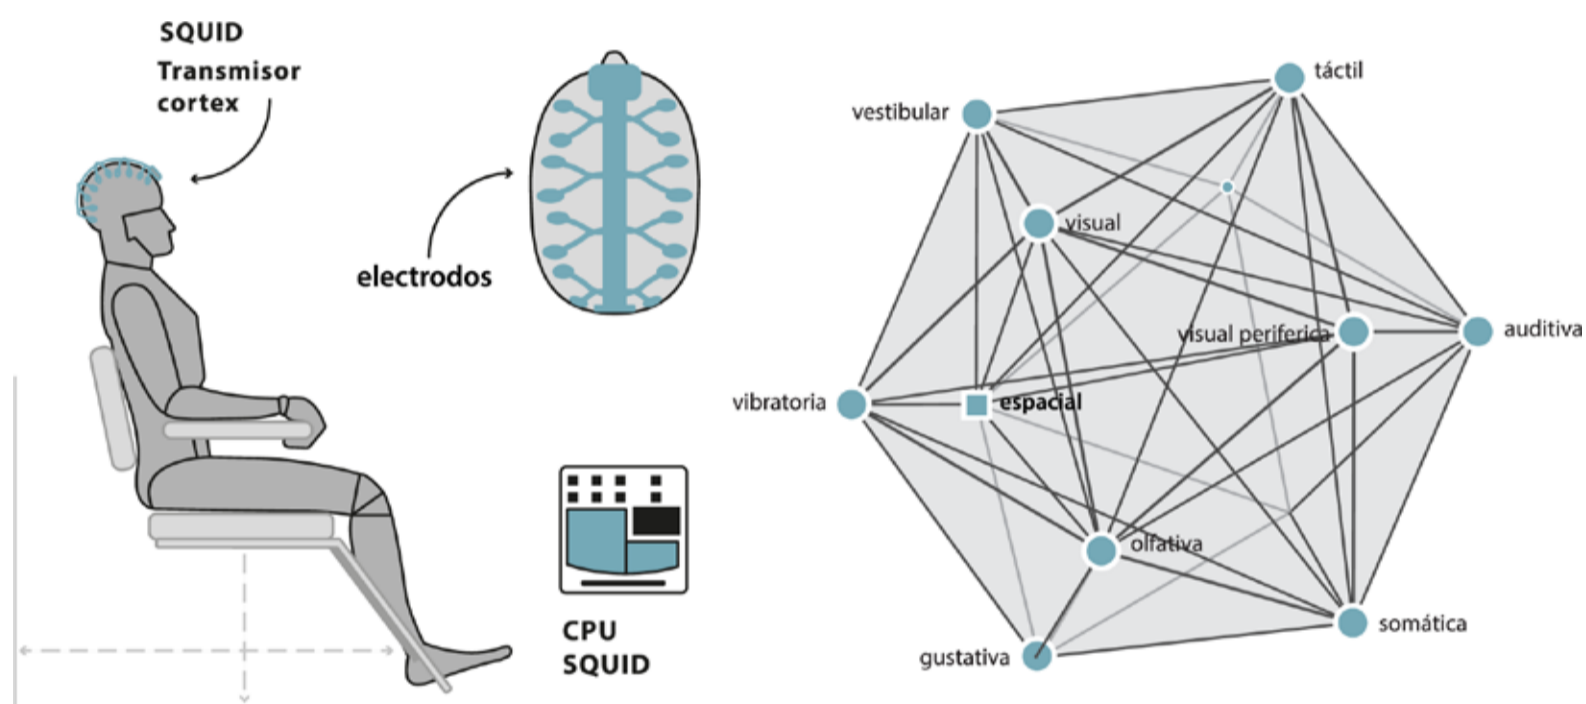 SQUID
Transmisor
cortex
electrodos
CPU
SQUID
táctil
vestibular
visual
visual periferica
auditiva
vibratoria
espacial
olfativa
somática
gustativa